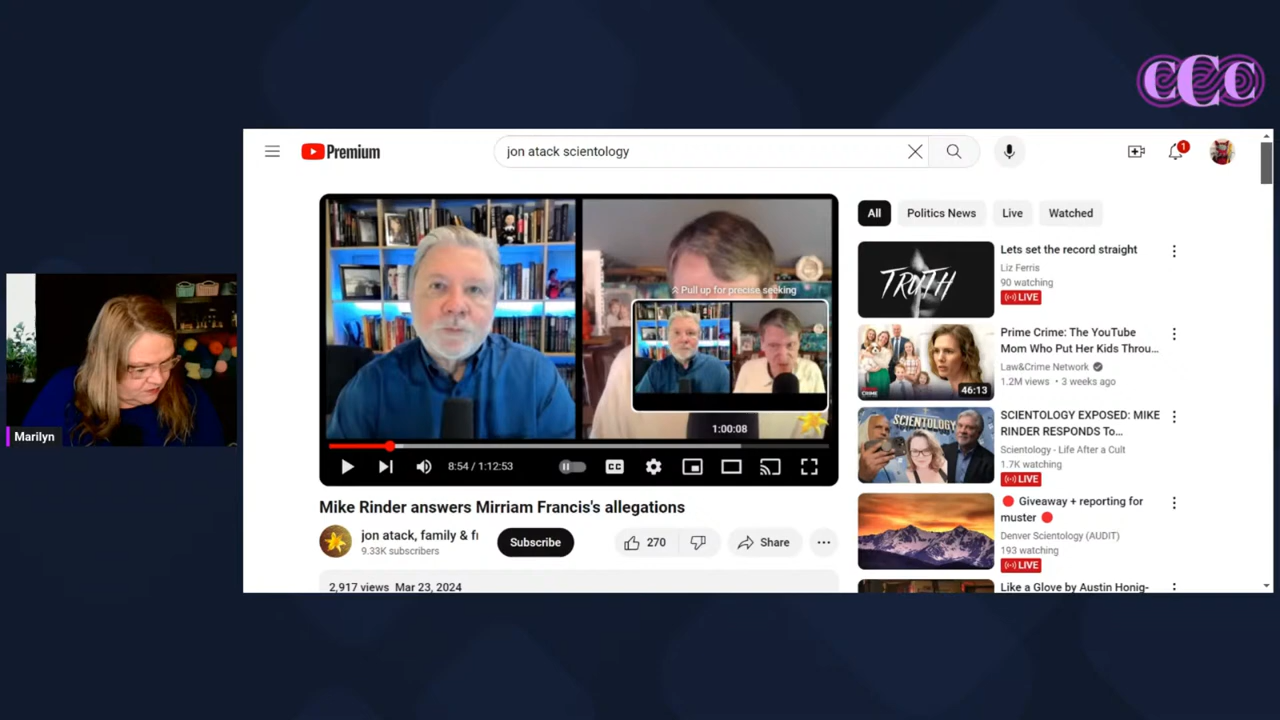 CCC
Premium
jon atack scientology
1
Pull up for precise seeking
1:00:08
8:54 / 1:12:53
CC
Mike Rinder answers Mirriam Francis's allegations
jon atack, family & fr
9.33K subscribers
Subscribe
270
Share
2,917 views Mar 23, 2024
All
Politics News
Live
Watched
TRUTH
Lets set the record straight
Liz Ferris
90 watching
LIVE
46:13
Prime Crime: The YouTube
Mom Who Put Her Kids Throu...
Law&Crime Network
1.2M views • 3 weeks ago
SCIENTOLOGY
SCIENTOLOGY EXPOSED: MIKE
RINDER RESPONDS To...
Scientology - Life After a Cult
1.7K watching
LIVE
Giveaway + reporting for
muster
Denver Scientology (AUDIT)
193 watching
LIVE
Like a Glove by Austin Honig-
Marilyn